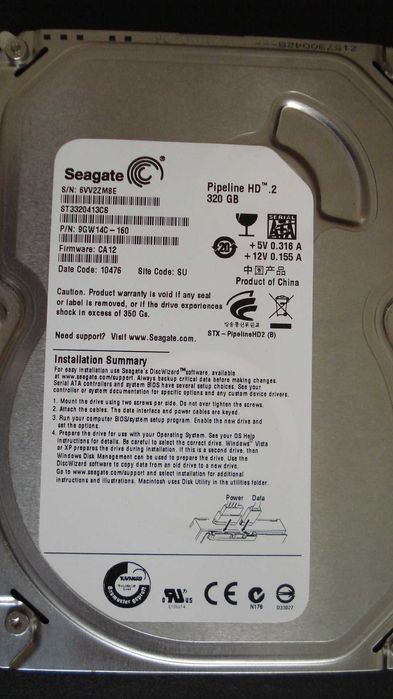 Seagate
S/N: 6VV2ZM8E
ST3320413CS
P/N: 9GW14C-160
Firmware: CA12
Date Code: 10476 Site Code: SU
Pipeline HD™.2
320 GB
SERIAL
20
+5V 0.316 A
+12V 0.155 A
中国产品
Product of China
Caution. Product warranty is void if any seal
or label is removed, or if the drive experiences
shock in excess of 350 Gs.
Need support? Visit www.Seagate.com.
방송통신위원회
STX-PipelineHD2 (B)
Installation Summary
For easy installation use Seagate's DiscWizard™software, available
at www.seagate.com/support. Always backup critical data before making changes.
Serial ATA controllers and system BIOS have several setup choices. See your
controller or system documentation for specific options and any custom device drivers.
1. Mount the drive using two screws per side. Do not over tighten the screws.
2. Attach the cables. The data interface and power cables are keyed.
3. Run your computer BIOS/system setup program. Enable the new drive and
set the options.
4. Prepare the drive for use with your Operating System. See your OS Help
instructions for details. Be careful to select the correct drive. Windows® Vista
or XP prepares the drive during installation. If this is a second drive, then
Windows Disk Management can be used to prepare the drive. Use the
DiscWizard software to copy data from an old drive to a new drive.
Go to www.seagate.com/support and select installation for additional
instructions and illustrations. Macintosh uses Disk Utility in the utilities folder.
Power Data
US
CE
N176
D33027